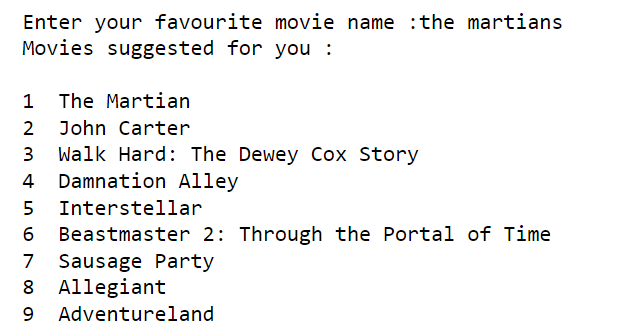 Enter your favourite movie name :the martians
Movies suggested for you :
1 The Martian
2 John Carter
3 Walk Hard: The Dewey Cox Story
4 Damnation Alley
5 Interstellar
6 Beastmaster 2: Through the Portal of Time
7 Sausage Party
8 Allegiant
9 Adventureland